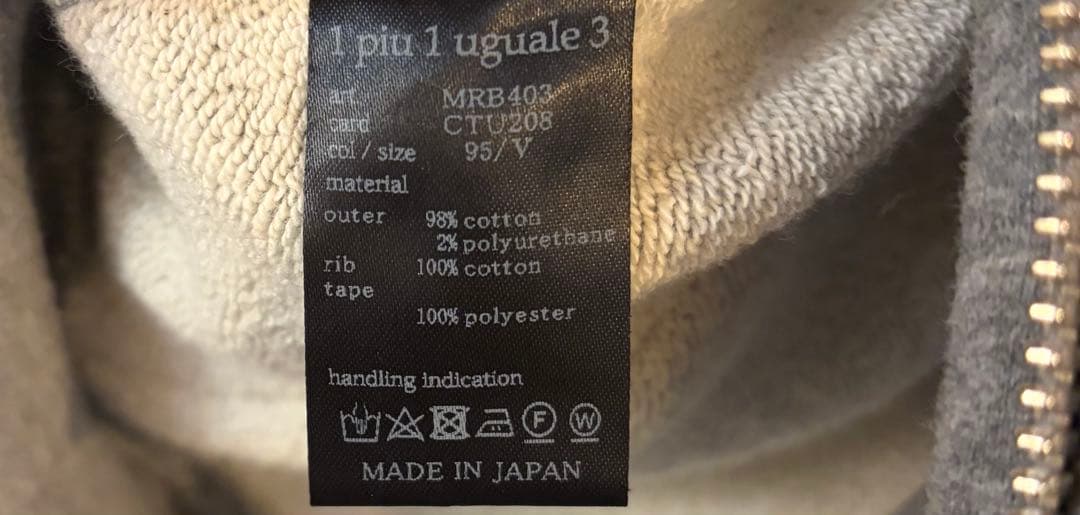 1 piu 1 uguale 3
art MRB403
card CTU208
col / size 95/V
material
outer 98% cotton
2% polyurethane
rib 100% cotton
tape
100% polyester
handling indication
F W
MADE IN JAPAN